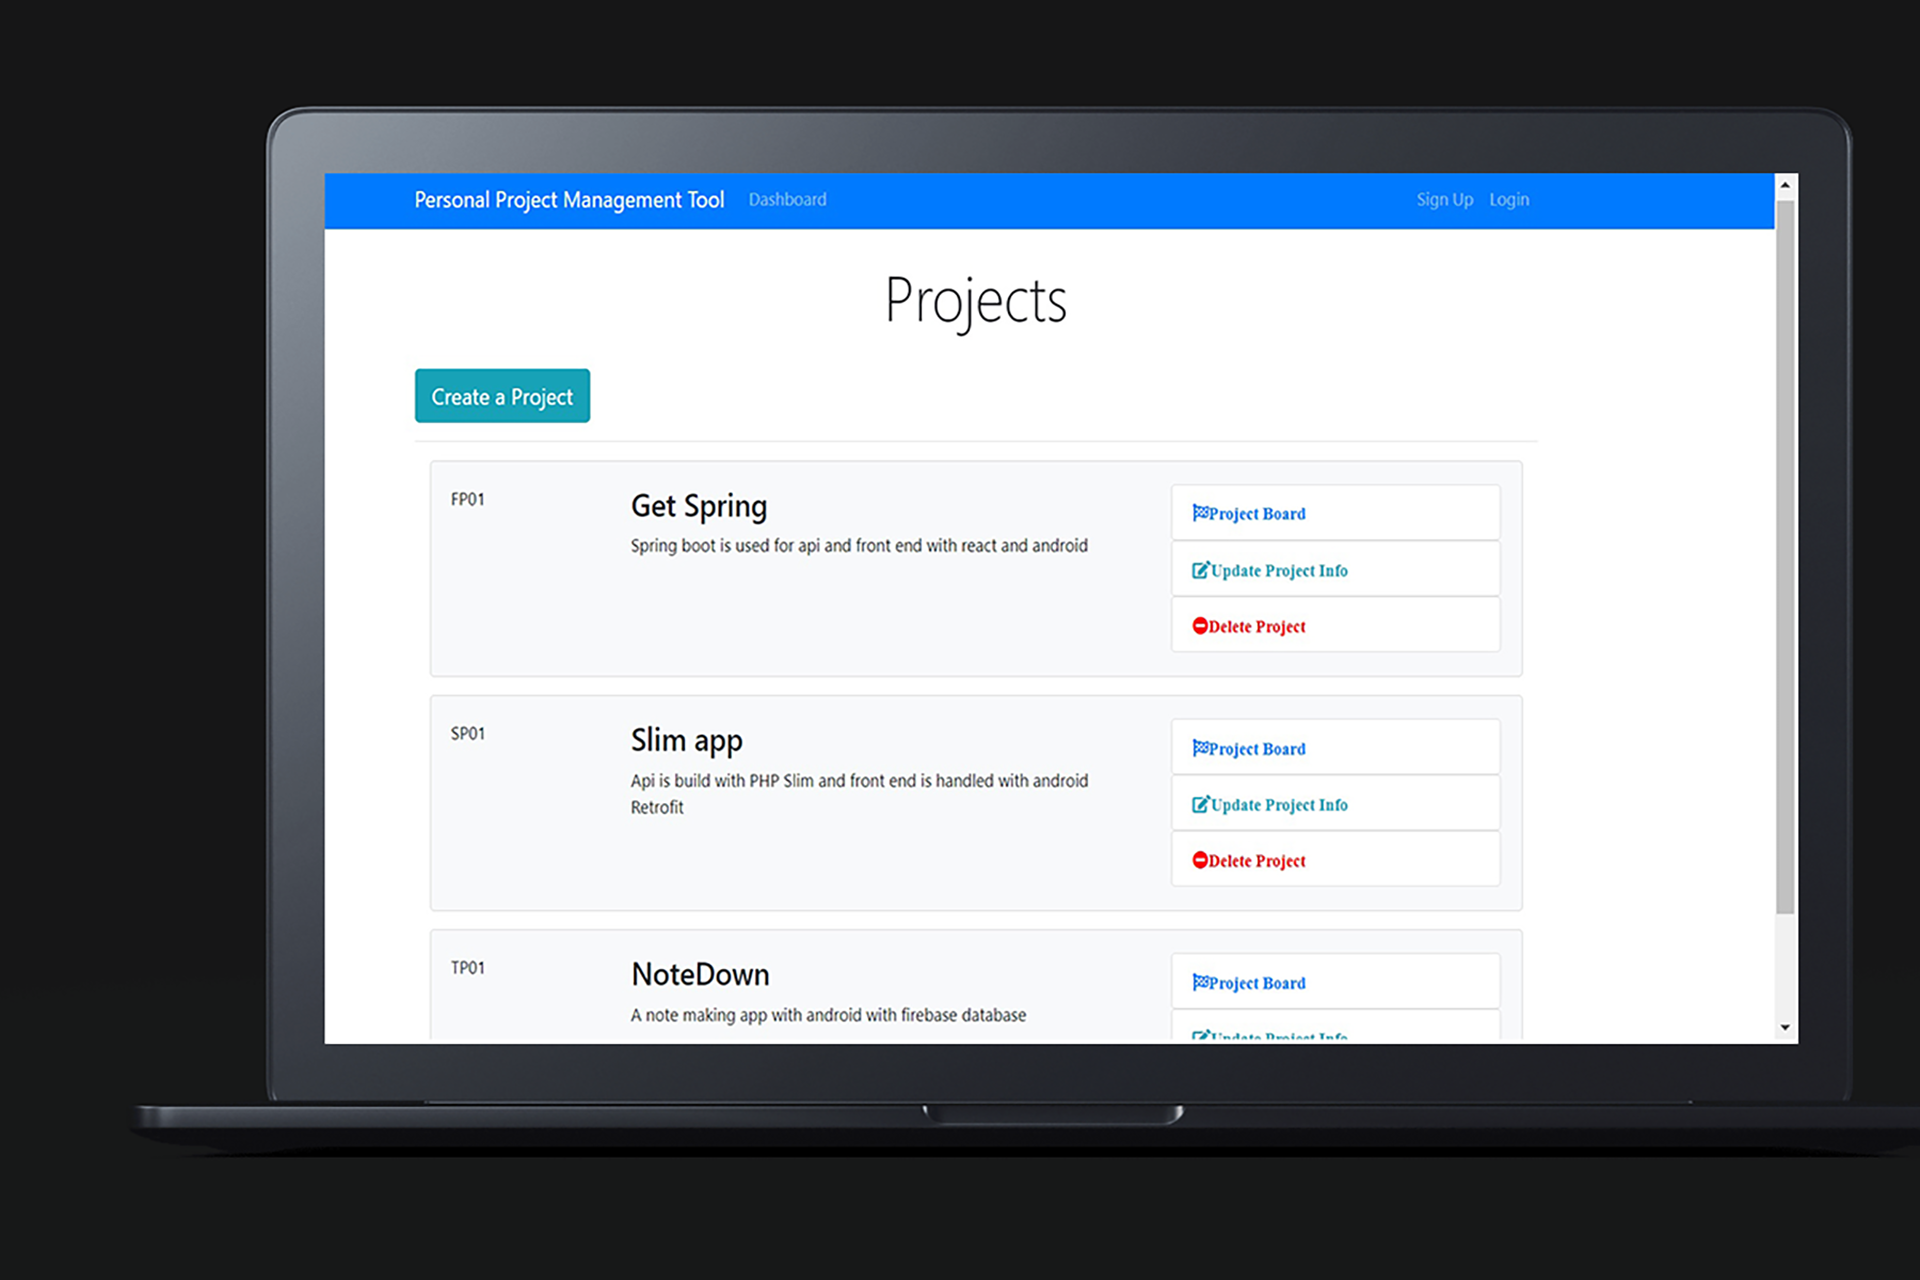 Personal Project Management Tool Dashboard Sign Up Login
Projects
Create a Project
FP01
Get Spring
Spring boot is used for api and front end with react and android
Project Board
Update Project Info
Delete Project
SP01
Slim app
Api is build with PHP Slim and front end is handled with android
Retrofit
Project Board
Update Project Info
Delete Project
TP01
NoteDown
A note making app with android with firebase database
Project Board
Update Project Info